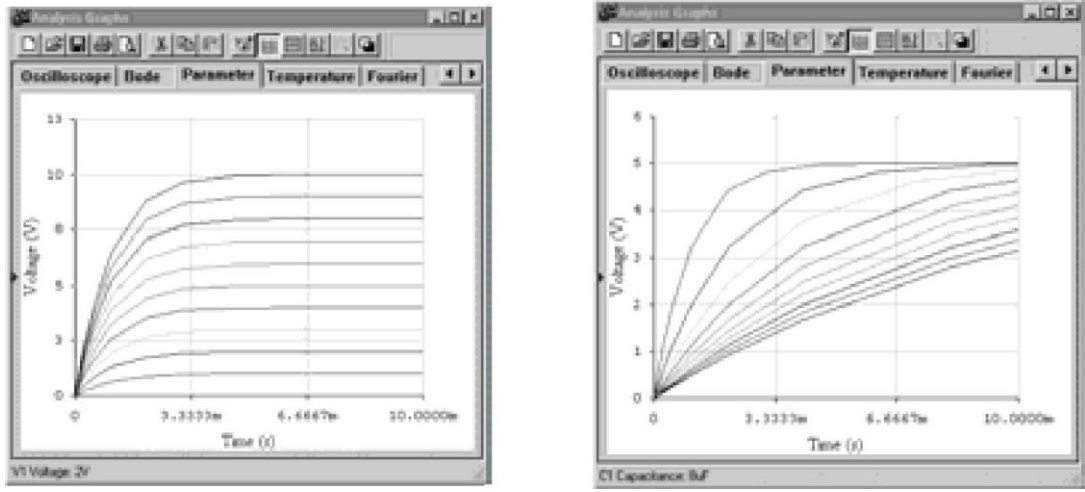 Analysis Graphs
Oscilloscope Bode Parameter Temperature Fourier
13
10
8
5
3
0
Voltage (V)
0 3.3333m 6.6667m 10.0000m
Time (s)
V1 Voltage: 2V
Analysis Graphs
Oscilloscope Bode Parameter Temperature Fourier
6
5
4
3
2
1
0
Voltage (V)
0 3.3333m 6.6667m 10.0000m
Time (s)
C1 Capacitance: 8uF